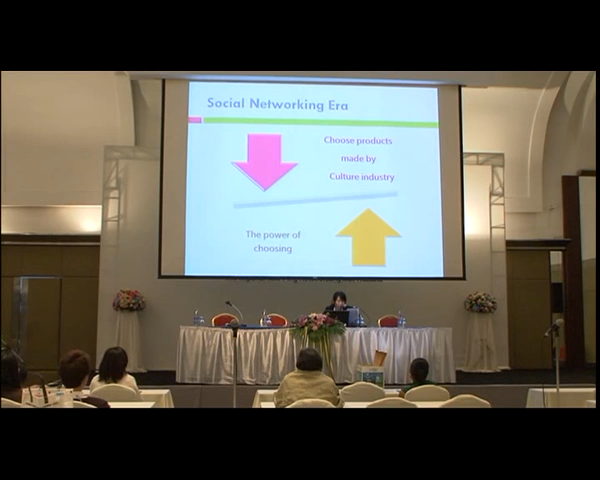 Social Networking Era
Choose products
made by
Culture industry
The power of
choosing